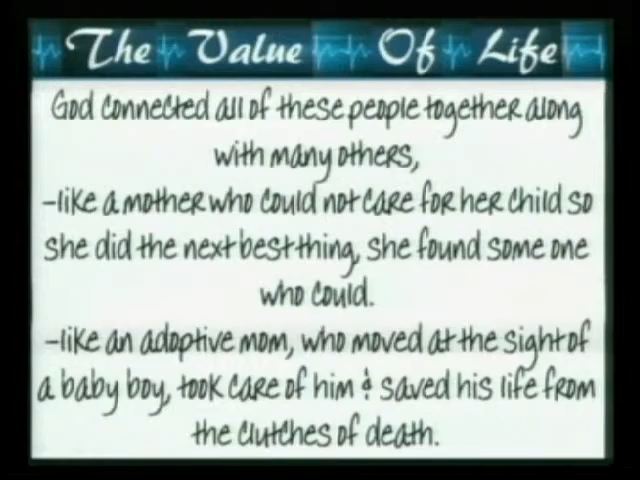 The Value Of Life
God connected all of these people together along
with many others,
-like a mother who could not care for her child so
she did the next best thing, she found some one
who could.
-like an adoptive mom, who moved at the sight of
a baby boy, took care of him & saved his life from
the clutches of death.